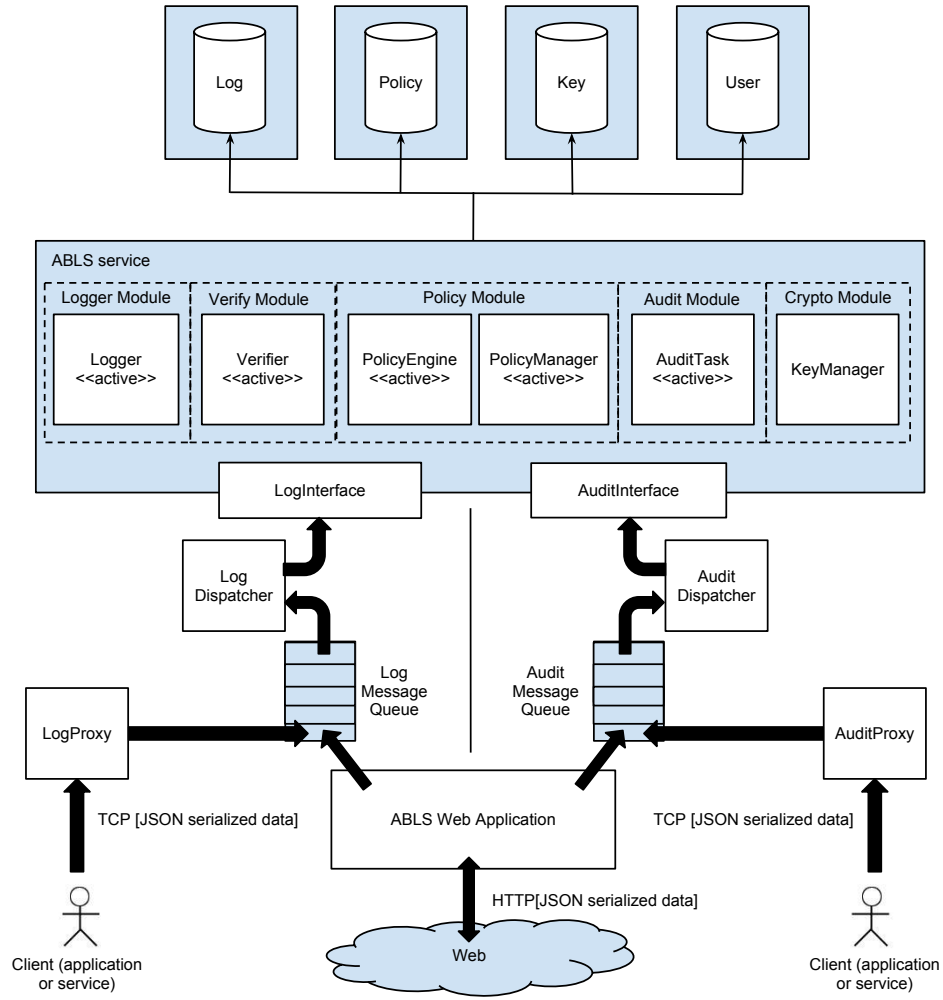 Log
Policy
Key
User
ABLS service
Logger Module
Verify Module
Policy Module
Audit Module
Crypto Module
Logger
<<active>>
Verifier
<<active>>
PolicyEngine
<<active>>
PolicyManager
<<active>>
AuditTask
<<active>>
KeyManager
LogInterface
AuditInterface
Log
Dispatcher
Audit
Dispatcher
Log
Message
Queue
Audit
Message
Queue
LogProxy
AuditProxy
TCP [JSON serialized data]
ABLS Web Application
TCP [JSON serialized data]
HTTP[JSON serialized data]
Web
Client (application
or service)
Client (application
or service)